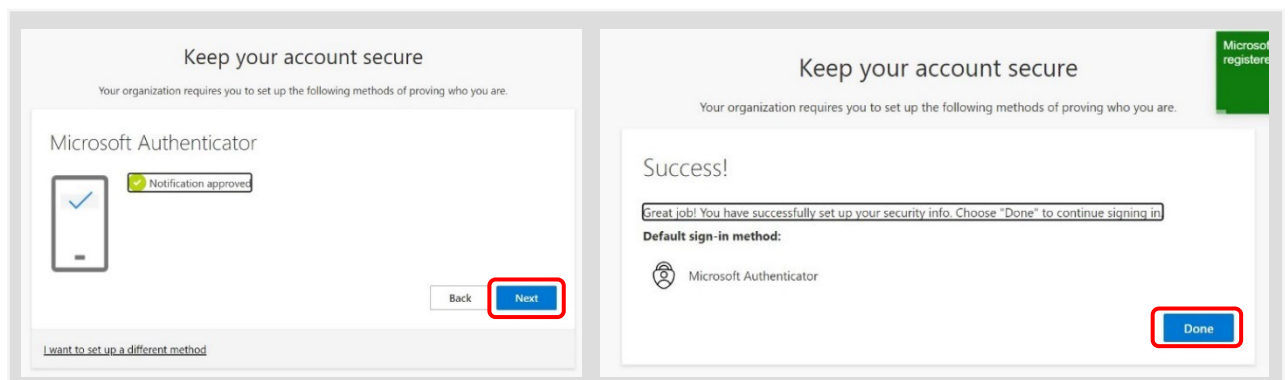 Keep your account secure
Your organization requires you to set up the following methods of proving who you are.
Microsoft Authenticator
Notification approved
Back
Next
I want to set up a different method
Microsof
registere
Keep your account secure
Your organization requires you to set up the following methods of proving who you are.
Success!
Great job! You have successfully set up your security info. Choose "Done" to continue signing in.
Default sign-in method:
Microsoft Authenticator
Done